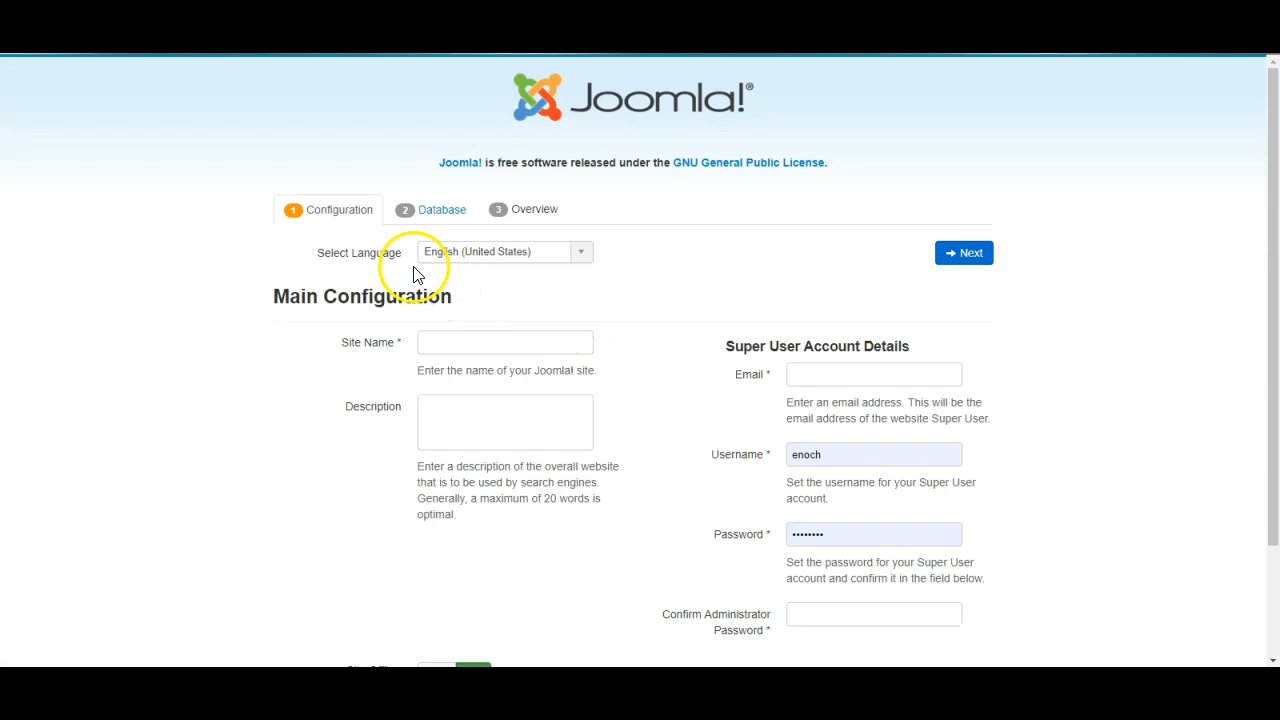 Joomla!®
Joomla! is free software released under the GNU General Public License.
1 Configuration
2 Database
3 Overview
Select Language
English (United States)
Next
Main Configuration
Site Name *
Enter the name of your Joomla! site.
Description
Enter a description of the overall website
that is to be used by search engines.
Generally, a maximum of 20 words is
optimal.
Super User Account Details
Email *
Enter an email address. This will be the
email address of the website Super User.
Username *
enoch
Set the username for your Super User
account.
Password *
••••••••
Set the password for your Super User
account and confirm it in the field below.
Confirm Administrator
Password *